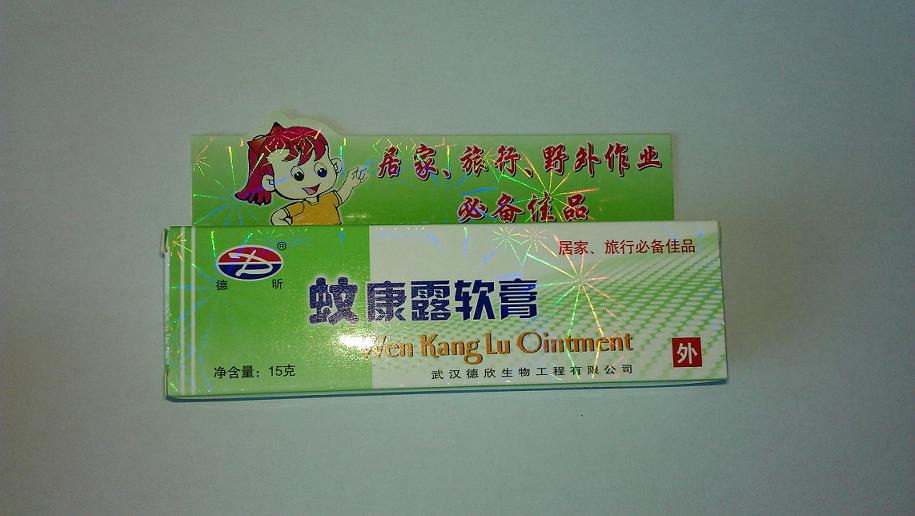 居家、旅行、野外作业
必备佳品
居家、旅行必备佳品
®
德 昕
蚊康露软膏
Wen Kang Lu Ointment
外
净含量：15克
武汉德欣生物工程有限公司